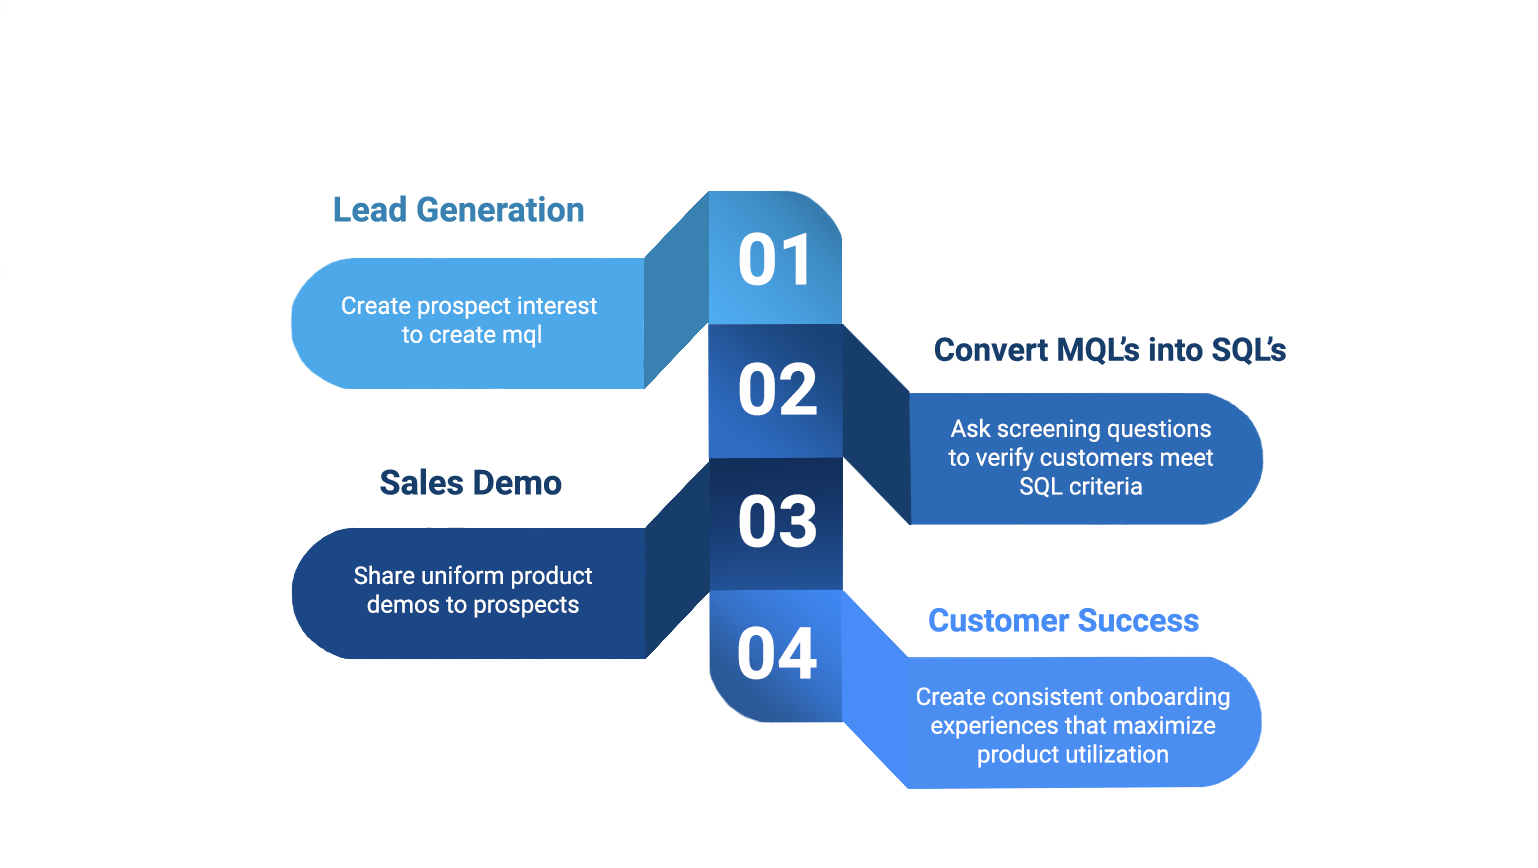 Lead Generation
01
Create prospect interest
to create mql
Convert MQL’s into SQL’s
02
Ask screening questions
to verify customers meet
SQL criteria
Sales Demo
03
Share uniform product
demos to prospects
Customer Success
04
Create consistent onboarding
experiences that maximize
product utilization